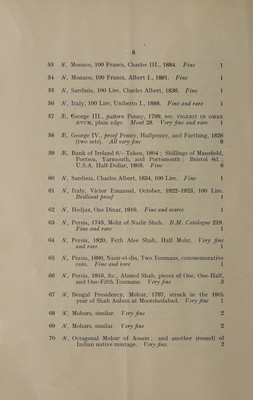 8
53 N, Monaco, 100 Francs, Charles III., 1884. Fine 1
54 N, Monaco, 100 Francs, Albert I., 1891. Fine 1
55 N, Sardinia, 100 Lire, Charles Albert, 1836. Fine 1
56 N, Italy, 100 Lire, Umberto I., 1888. Fine and rare 1
57 Æ, George III., pattern Penny, 1799, rev. VIGEBIT IN OMNE
ÆVUM, plain edge. Mont 28. Very fine and rare 1
58 Æ, George IV., proof Penny, Halfpenny, and Farthing, 1826
(two sets). All very fine 6
59 Æ, Bank of Ireland 6/- Token, 1804; Shillings of Mansfield,
Portsea, Yarmouth, and Portsmouth; Bristol 6d.;
U.S.A. Half-Dollar, 1803. Fine 8
60 N, Sardinia, Charles Albert, 1834, 100 Lire. Fine 1
61 N, Italy, Victor Emanuel, October, 1922-1923, 100 Lire.
Brilliant proof 1
62 N, Hedjaz, One Dinar, 1916. Fine and scarce 1
63 N, Persia, 1745, Mohr of Nadir Shah. B.M. Catalogue 219.
Fine and rare 1
64 N, Persia, 1820, Feth Alee Shah, Half Mohr. Very fine
and rare 1
65 N, Persia, 1890, Nasr-el-din, Two Toumans, commemorative
coin. Fine and rare 1
66 N, Persia, 1916, &c., Ahmed Shah, pieces of One, One-Half,
and One-Fifth Toumans. Very fine 3
67 N, Bengal Presidency, Mohur, 1797, struck in the 19th
year of Shah Aulam at Moorshedabad. Very fine 1
68 N, Mohurs, similar. Very fine 2
69 N, Mohurs, similar. Very fine 2
70 N, Octagonal Mohur of Assam; and another (round) of
Indian native mintage. Very fine. 2